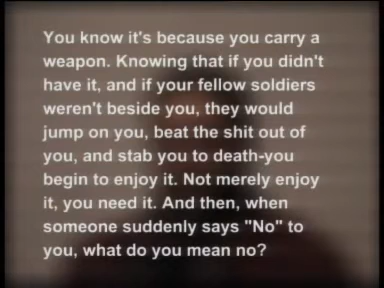 You know it's because you carry a
weapon. Knowing that if you didn't
have it, and if your fellow soldiers
weren't beside you, they would
jump on you, beat the shit out of
you, and stab you to death-you
begin to enjoy it. Not merely enjoy
it, you need it. And then, when
someone suddenly says "No" to
you, what do you mean no?